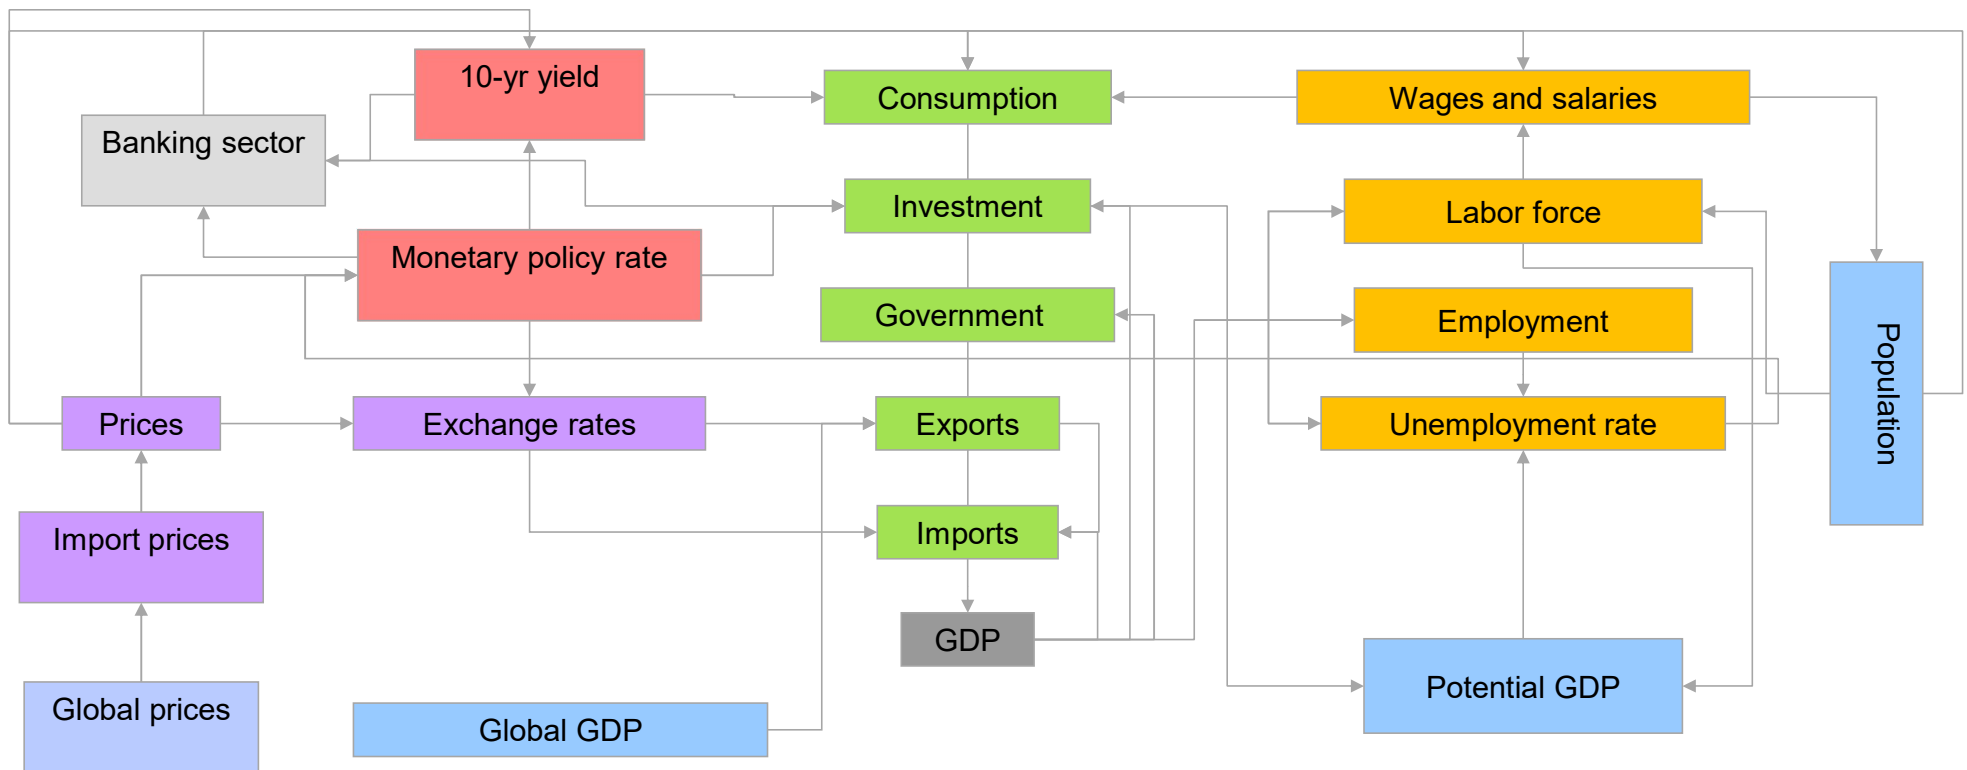 10-yr yield
Consumption
Wages and salaries
Banking sector
Investment
Labor force
Monetary policy rate
Government
Employment
Population
Prices
Exchange rates
Exports
Unemployment rate
Import prices
Imports
GDP
Potential GDP
Global prices
Global GDP